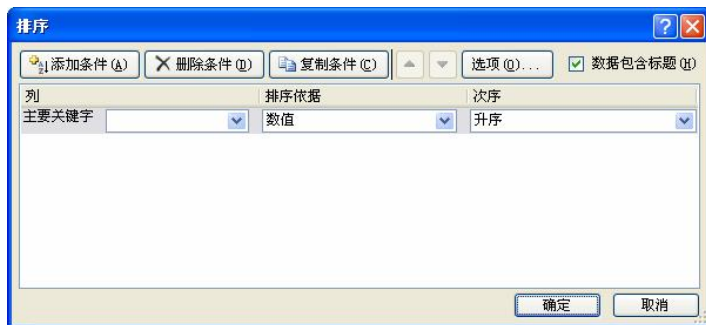 排序
添加条件(A) 删除条件(D) 复制条件(C) 选项(O)... 数据包含标题(H)
列 排序依据 次序
主要关键字 数值 升序
确定 取消